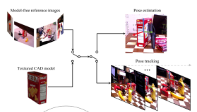 Model-free reference images
Pose estimation
Textured CAD model
Pose tracking
...